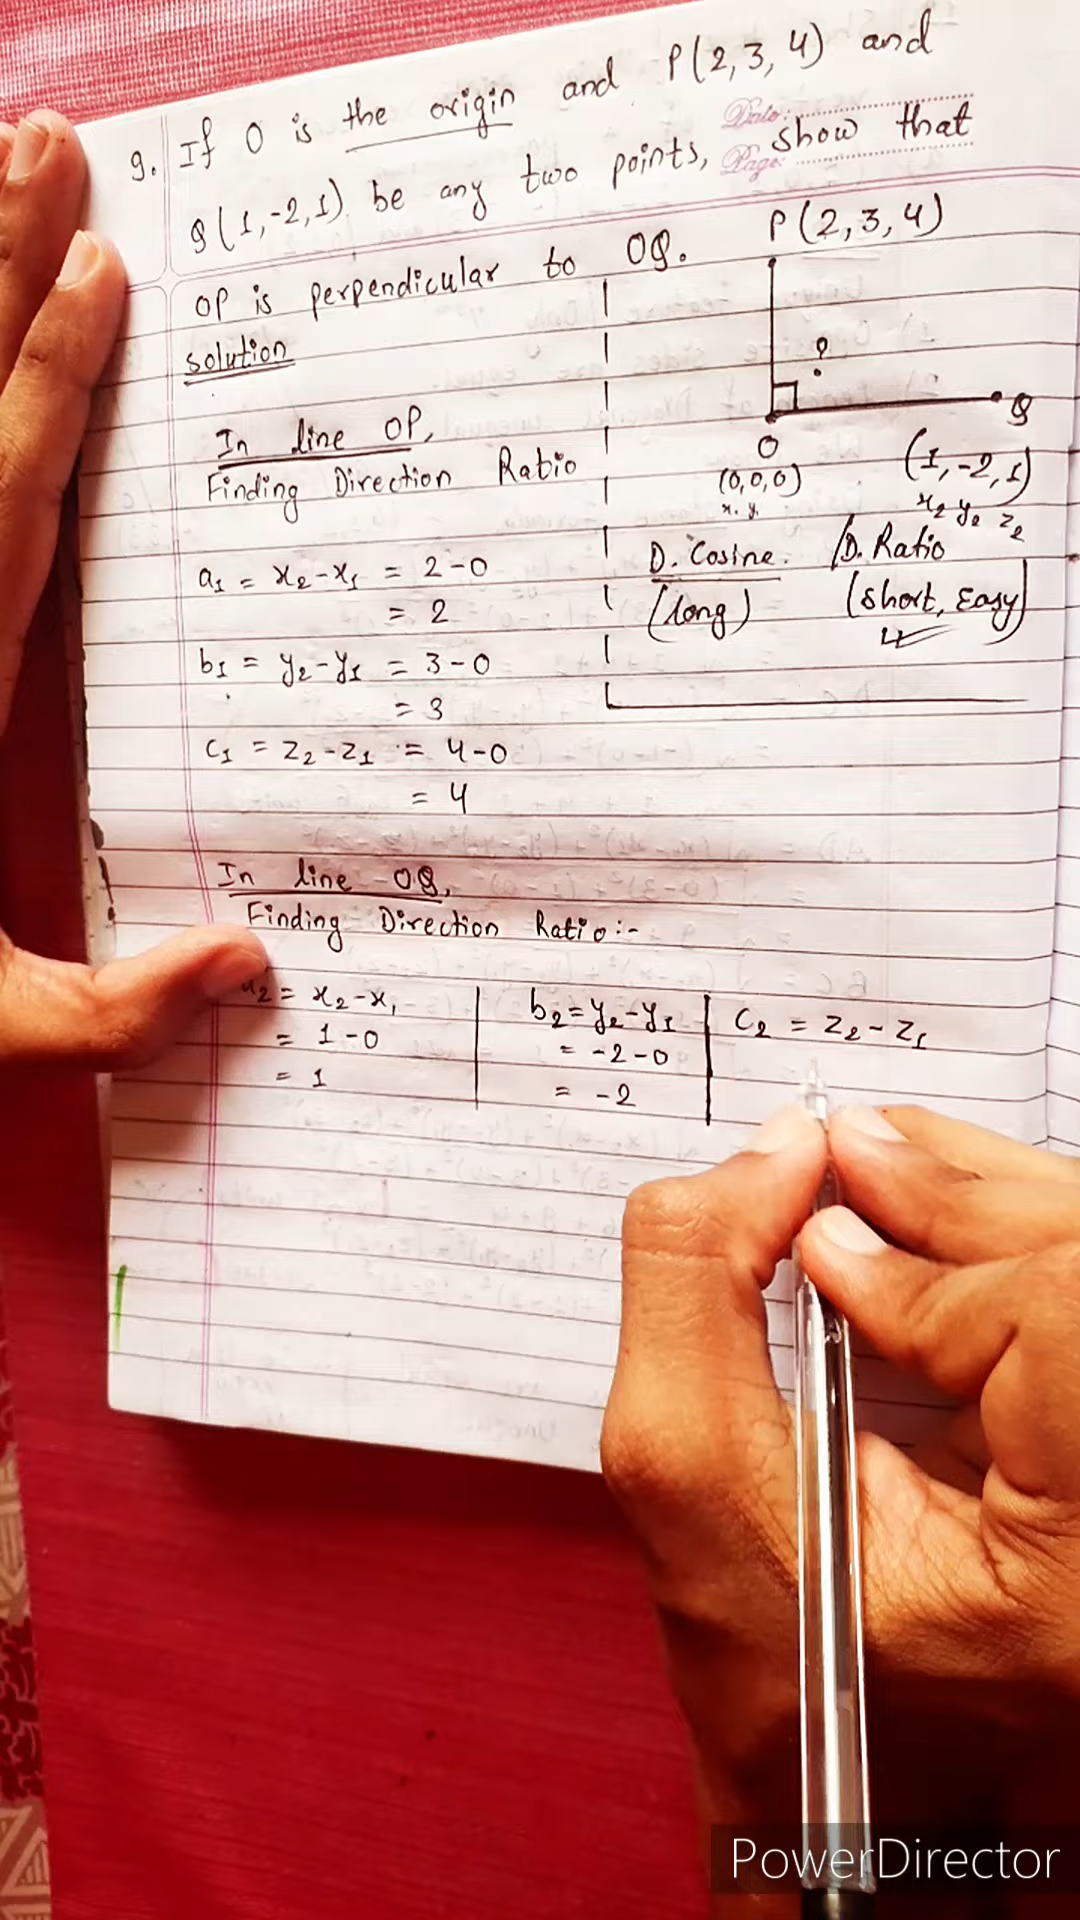 9. If O is the origin and P(2,3,4) and
Q(1,-2,1) be any two points, show that
Date:
Page:
OP is perpendicular to OQ.
solution
In line OP,
Finding Direction Ratio
a1 = x2-x1 = 2-0
= 2
b1 = y2-y1 = 3-0
= 3
c1 = z2-z1 = 4-0
= 4
P(2,3,4)
?
Q
O
(0,0,0)
x. y.
(1,-2,1)
x2 y2 z2
D. Cosine. / D. Ratio
(long) (short, Easy)
In line OQ,
Finding Direction Ratio:-
a2 = x2-x1
= 1-0
= 1
b2 = y2-y1
= -2-0
= -2
c2 = z2-z1
PowerDirector